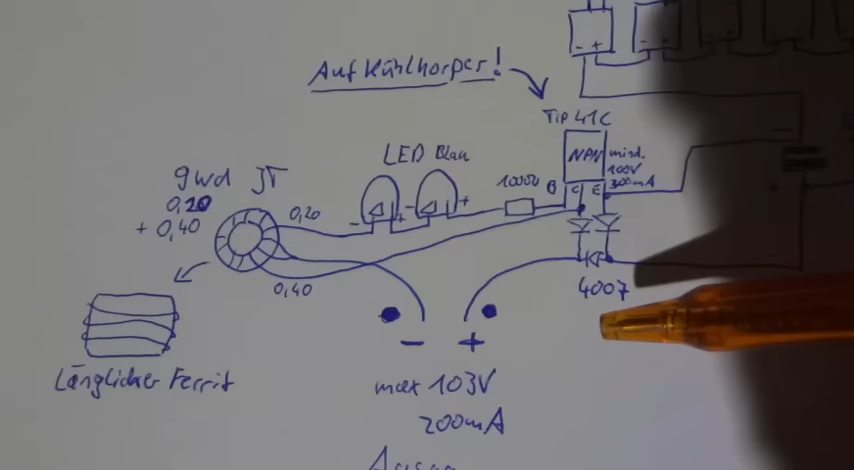 Auf Kühlkörper!
Tip 41C
NPN
mind.
100V
300mA
B C E
LED Blau
- + - +
9wd JT
0,20
+ 0,40
0,20
0,40
4007
Länglicher Ferrit
- +
max 103V
200mA